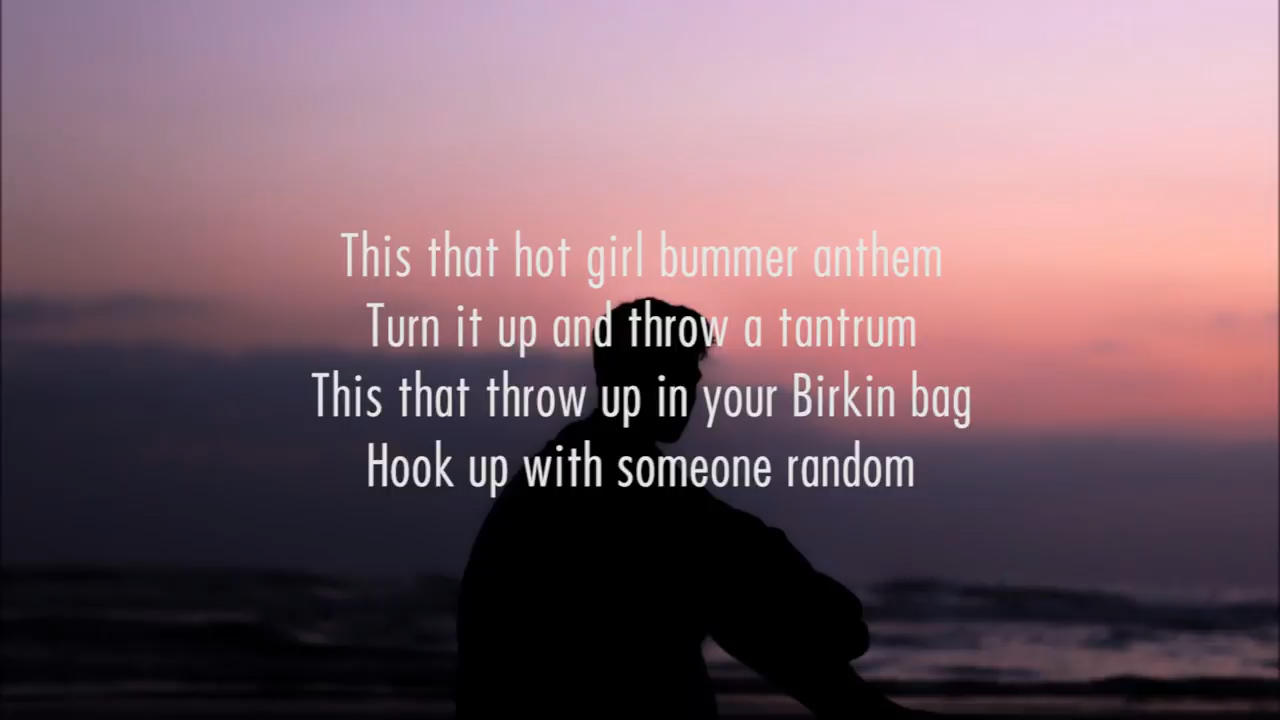 This that hot girl bummer anthem
Turn it up and throw a tantrum
This that throw up in your Birkin bag
Hook up with someone random